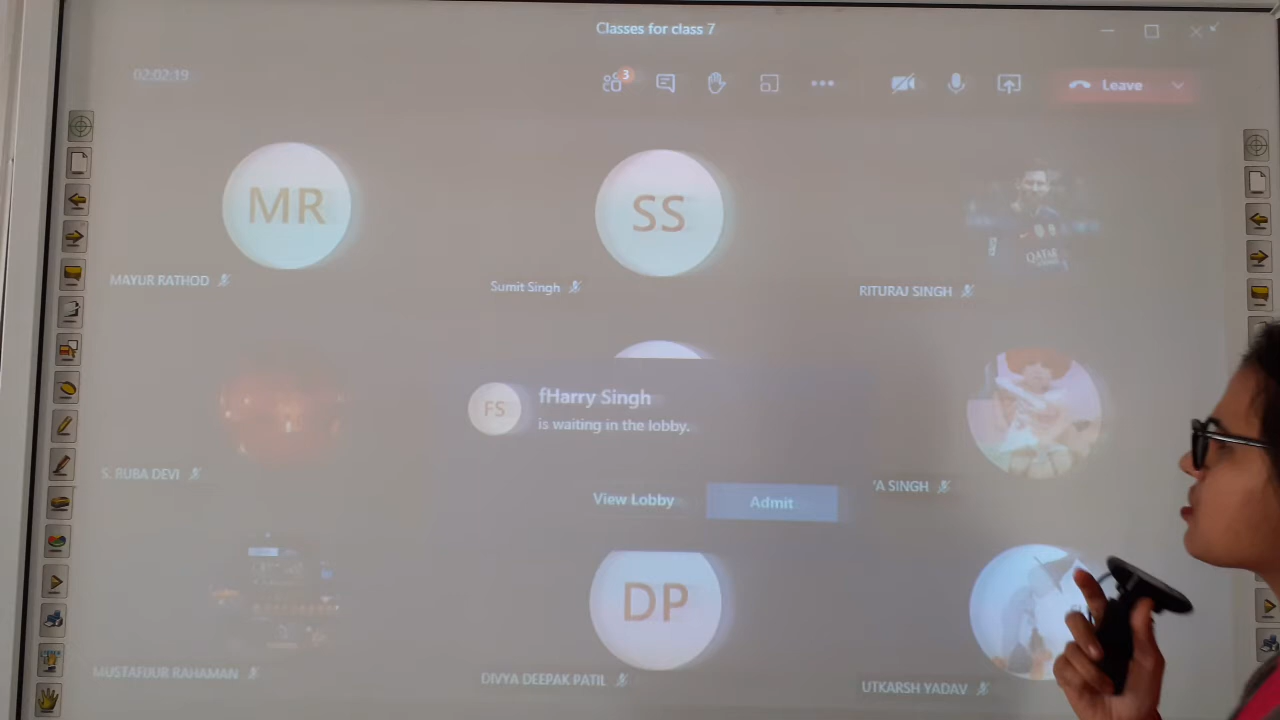 Classes for class 7
02:02:19
3
Leave
MR
SS
MAYUR RATHOD
Sumit Singh
QATAR
RITURAJ SINGH
FS
fHarry Singh
is waiting in the lobby.
S. RUBA DEVI
'A SINGH
View Lobby
Admit
DP
MUSTAFIJUR RAHAMAN
DIVYA DEEPAK PATIL
UTKARSH YADAV